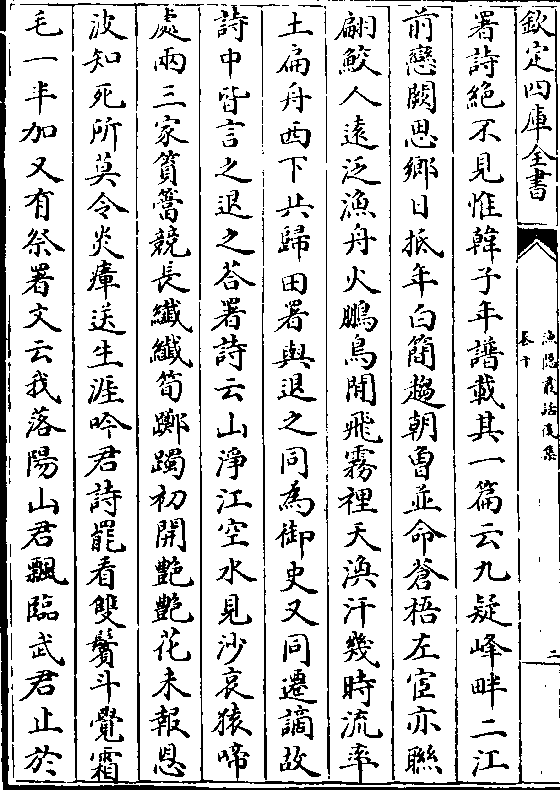 欽定四庫全書
漁隱叢話後集
卷十
二
署詩絕不見惟韓子年譜載其一篇云九疑峰畔二江
前戀闕思鄉日抵年白簡趨朝曾並命蒼梧左宦亦聯
翩鮫人遠泛漁舟火鵩鳥閒飛霧裡天渙汗幾時流率
土扁舟西下共歸田署與退之同為御史又同遷謫故
詩中皆言之退之荅署詩云山淨江空水見沙哀猿啼
處兩三家篔簹競長纖纖筍躑躅初開艷艷花未報恩
波知死所莫令炎瘴送生涯吟君詩罷看雙鬢斗覺霜
毛一半加又有祭署文云我落陽山君飄臨武君止於